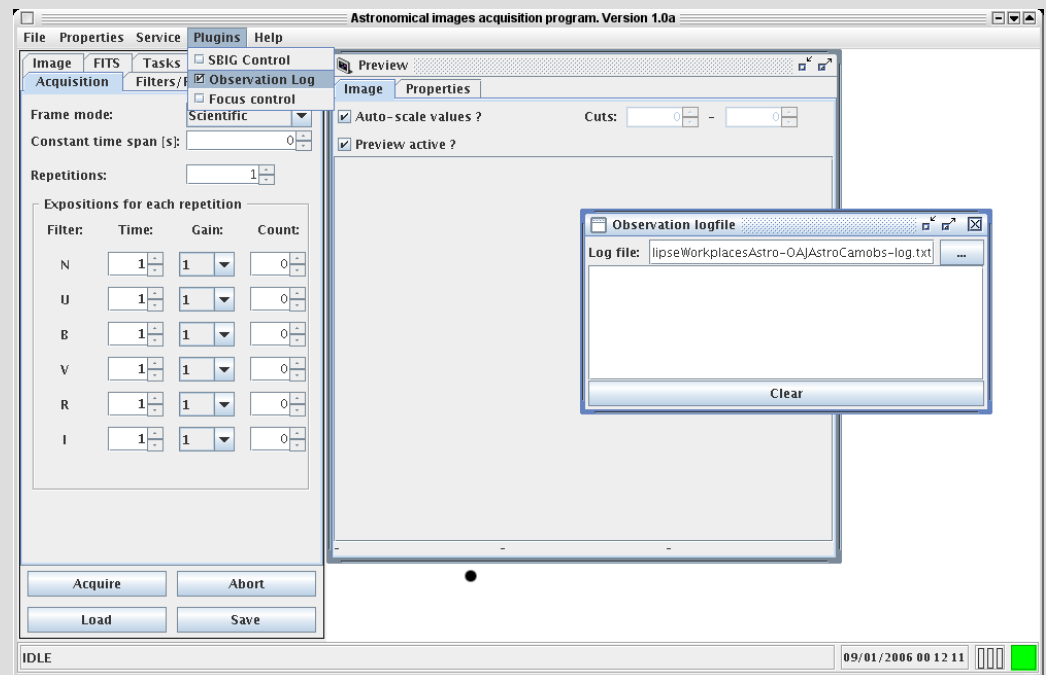 Astronomical images acquisition program. Version 1.0a
File Properties Service Plugins Help
SBIG Control
Observation Log
Focus control
Image FITS Tasks
Acquisition Filters/
Frame mode: Scientific
Constant time span [s]: 0
Repetitions: 1
Expositions for each repetition
Filter: Time: Gain: Count:
N 1 1 0
U 1 1 0
B 1 1 0
V 1 1 0
R 1 1 0
I 1 1 0
Acquire Abort
Load Save
Preview
Image Properties
Auto-scale values ? Cuts: 0 - 0
Preview active ?
- - -
Observation logfile
Log file: lipseWorkplacesAstro-OAJAstroCamobs-log.txt ...
Clear
IDLE 09/01/2006 00 12 11